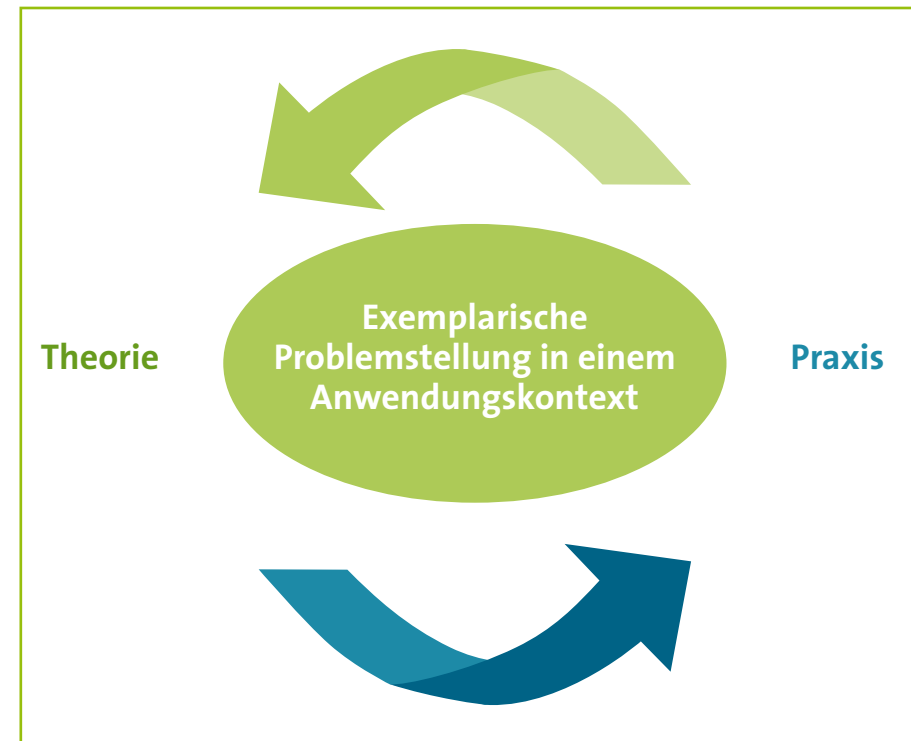 Exemplarische
Problemstellung in einem
Anwendungskontext
Theorie
Praxis